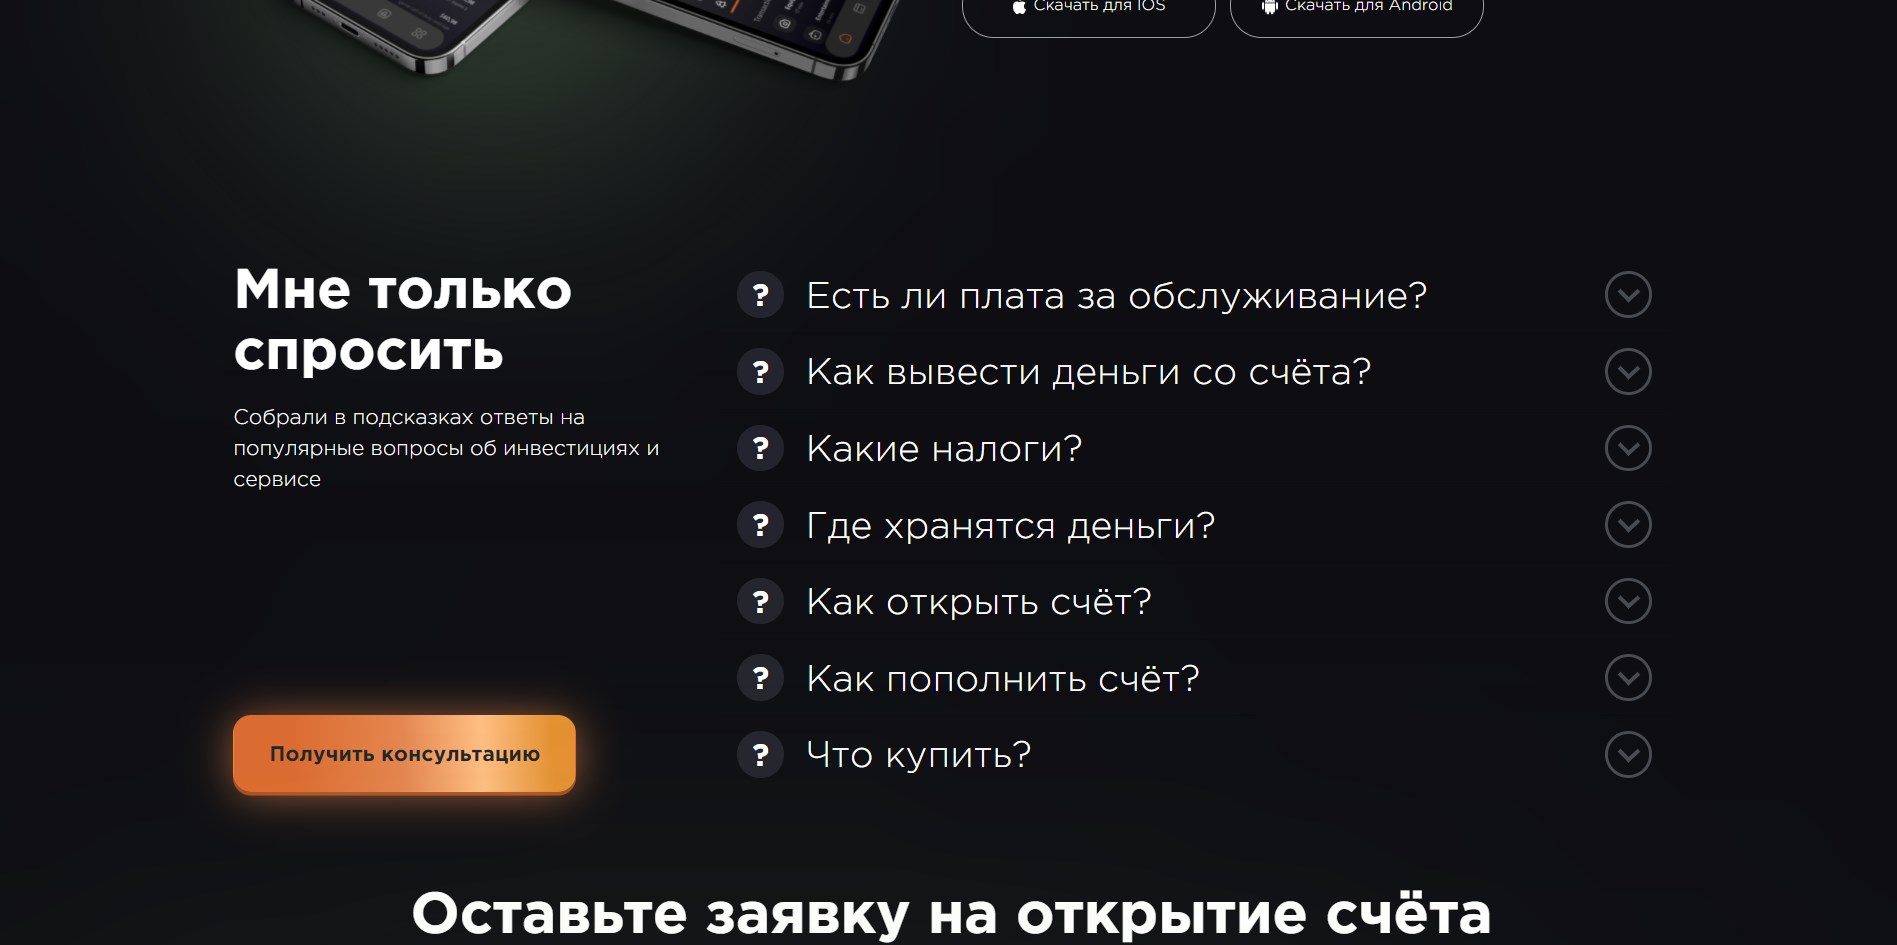 Скачать для IOS
Скачать для Android
Мне только
спросить
Собрали в подсказках ответы на
популярные вопросы об инвестициях и
сервисе
Получить консультацию
? Есть ли плата за обслуживание?
? Как вывести деньги со счёта?
? Какие налоги?
? Где хранятся деньги?
? Как открыть счёт?
? Как пополнить счёт?
? Что купить?
Оставьте заявку на открытие счёта